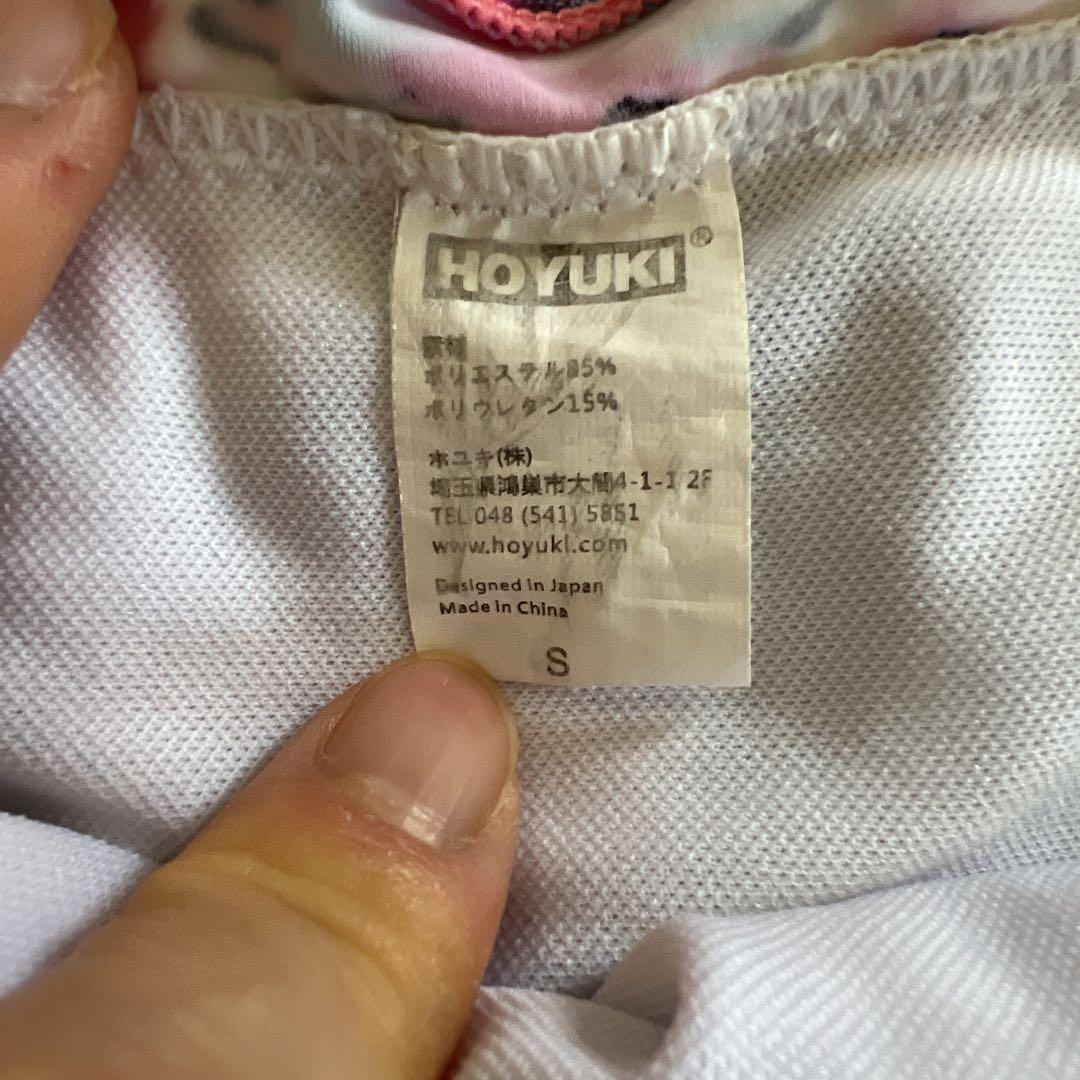 HOYUKI®
素材
ポリエステル85%
ポリウレタン15%
ホユキ(株)
埼玉県鴻巣市大間4-1-1 2F
TEL 048 (541) 5851
www.hoyuki.com
Designed in Japan
Made in China
S